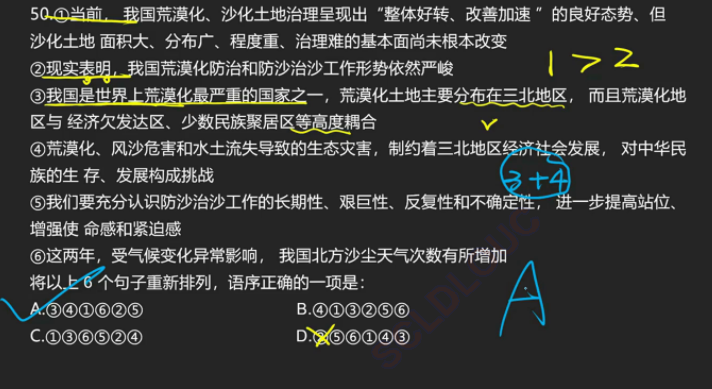 50.①当前， 我国荒漠化、沙化土地治理呈现出“整体好转、改善加速 ”的良好态势、但
沙化土地 面积大、分布广、程度重、治理难的基本面尚未根本改变
②现实表明，我国荒漠化防治和防沙治沙工作形势依然严峻
1 > 2
③我国是世界上荒漠化最严重的国家之一，荒漠化土地主要分布在三北地区， 而且荒漠化地
区与 经济欠发达区、少数民族聚居区等高度耦合
④荒漠化、风沙危害和水土流失导致的生态灾害，制约着三北地区经济社会发展， 对中华民
族的生 存、发展构成挑战
3+4
⑤我们要充分认识防沙治沙工作的长期性、艰巨性、反复性和不确定性， 进一步提高站位、
增强使 命感和紧迫感
⑥这两年，受气候变化异常影响， 我国北方沙尘天气次数有所增加
将以上 6 个句子重新排列，语序正确的一项是：
A.③④①⑥②⑤ B.④①③②⑤⑥
C.①③⑥⑤②④ D.②⑤⑥①④③
A